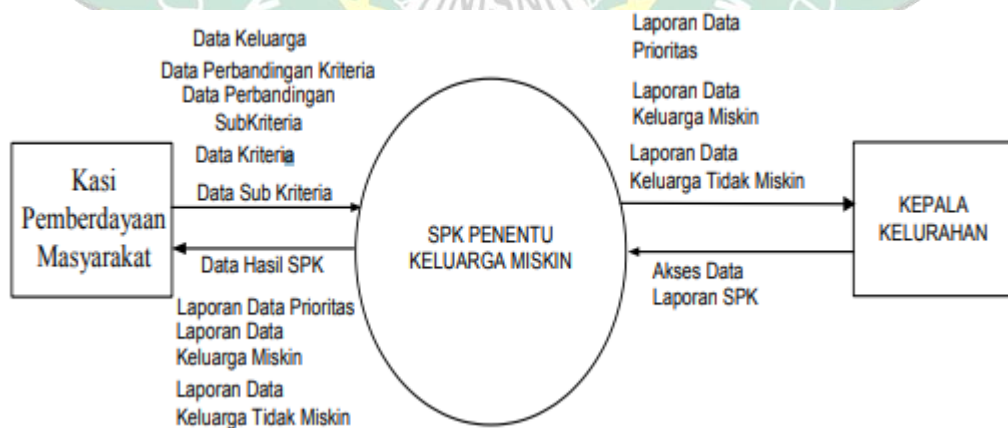 UNISNU
Data Keluarga
Data Perbandingan Kriteria
Data Perbandingan
SubKriteria
Data Kriteria
Data Sub Kriteria
Kasi
Pemberdayaan
Masyarakat
Data Hasil SPK
Laporan Data Prioritas
Laporan Data
Keluarga Miskin
Laporan Data
Keluarga Tidak Miskin
SPK PENENTU
KELUARGA MISKIN
Laporan Data
Prioritas
Laporan Data
Keluarga Miskin
Laporan Data
Keluarga Tidak Miskin
Akses Data
Laporan SPK
KEPALA
KELURAHAN